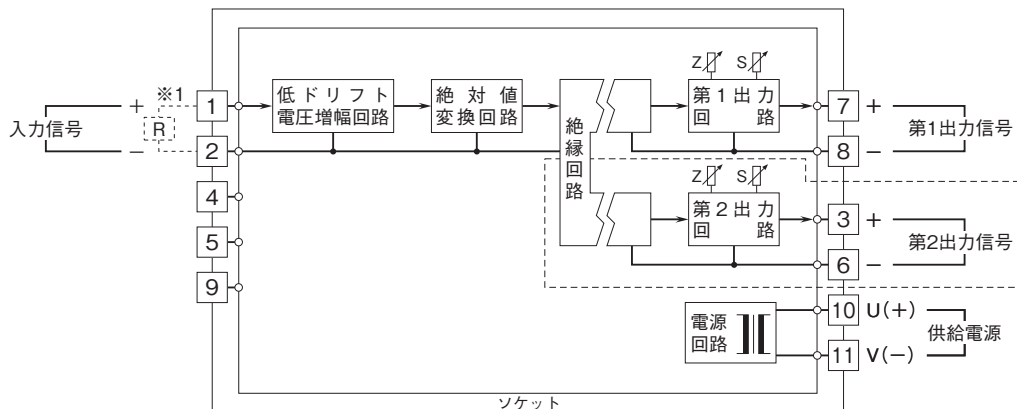 ※1
入力信号
+
R
−
1
2
4
5
9
低ドリフト
電圧増幅回路
絶対値
変換回路
絶縁回路
Z
S
第1出力
回路
7
+
8
−
第1出力信号
Z
S
第2出力
回路
3
+
6
−
第2出力信号
電源
回路
10
U(+)
11
V(−)
供給電源
ソケット